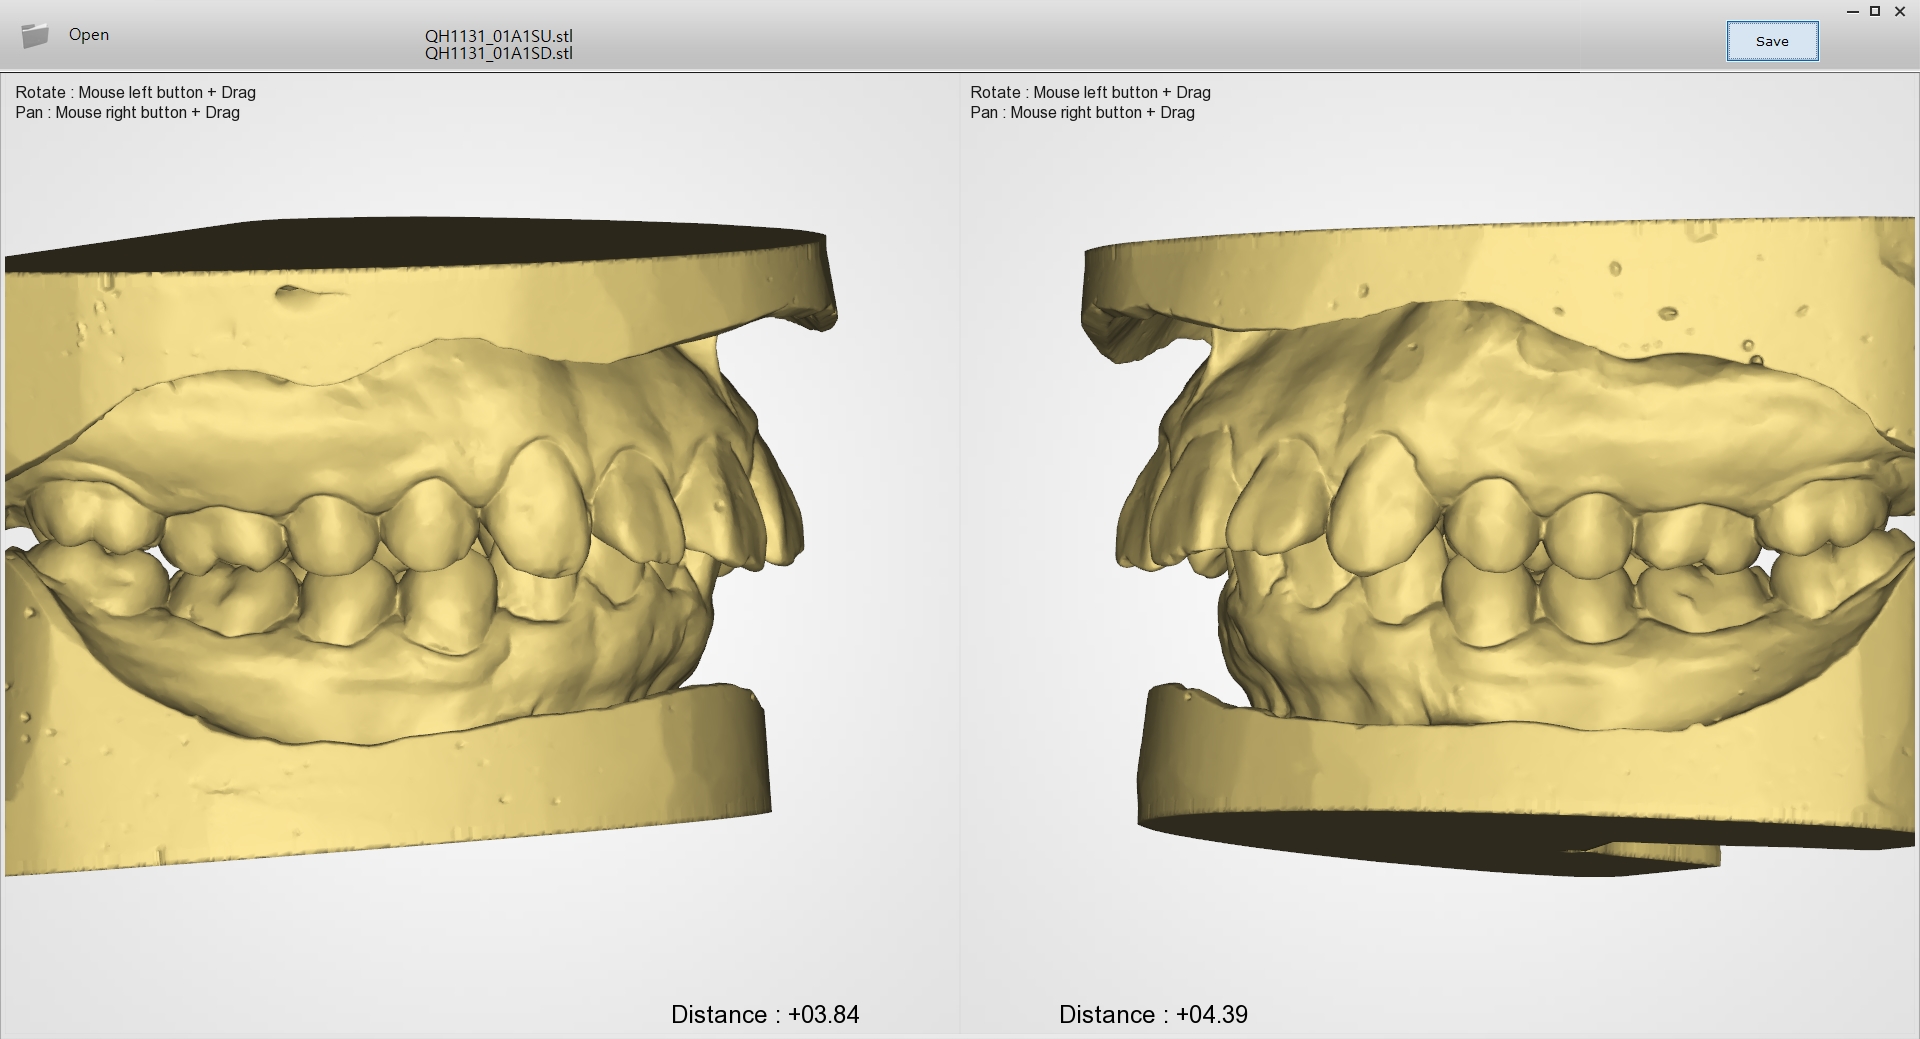 Open
QH1131_01A1SU.stl
QH1131_01A1SD.stl
Save
Rotate : Mouse left button + Drag
Pan : Mouse right button + Drag
Rotate : Mouse left button + Drag
Pan : Mouse right button + Drag
Distance : +03.84
Distance : +04.39